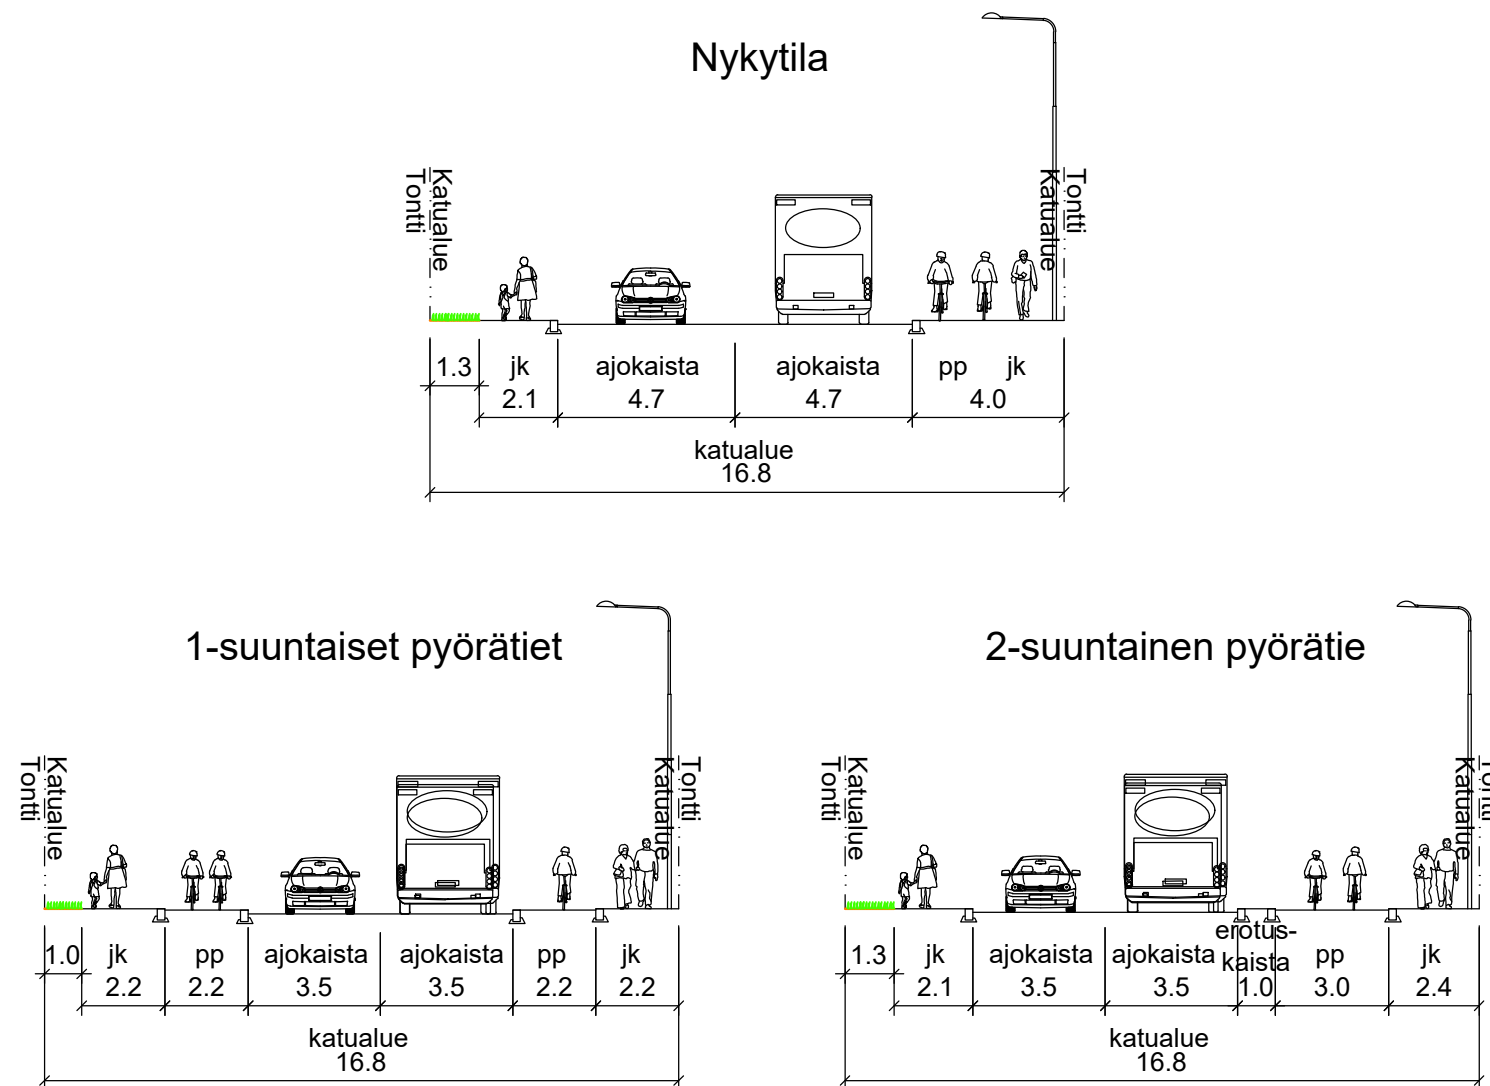 Nykytila
Katualue
Tontti
Tontti
Katualue
1.3
jk
2.1
ajokaista
4.7
ajokaista
4.7
pp jk
4.0
katualue
16.8
1-suuntaiset pyörätiet
Katualue
Tontti
Tontti
Katualue
1.0
jk
2.2
pp
2.2
ajokaista
3.5
ajokaista
3.5
pp
2.2
jk
2.2
katualue
16.8
2-suuntainen pyörätie
Katualue
Tontti
Tontti
Katualue
1.3
jk
2.1
ajokaista
3.5
ajokaista
3.5
erotus-
kaista
1.0
pp
3.0
jk
2.4
katualue
16.8